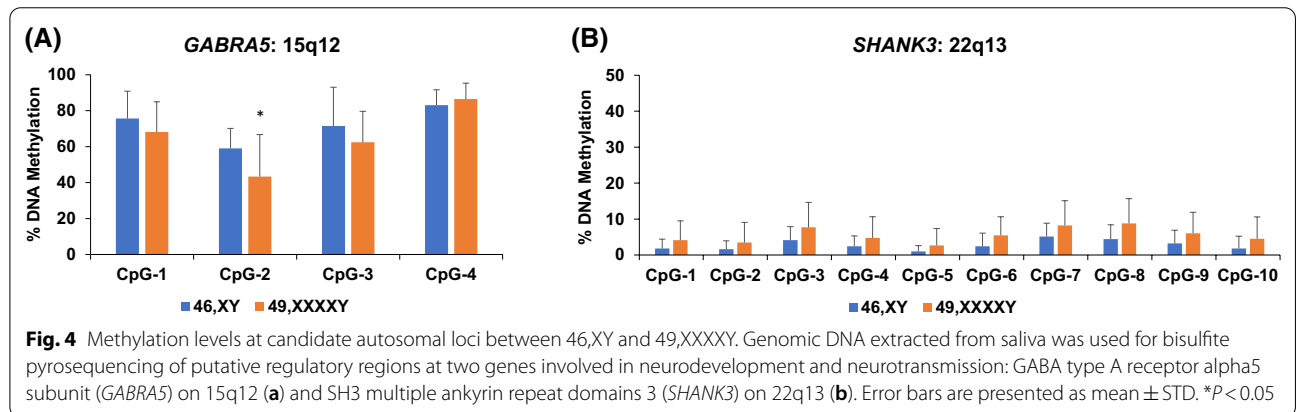 (A)
GABRA5: 15q12
% DNA Methylation
100
80
60
40
20
0
*
CpG-1 CpG-2 CpG-3 CpG-4
46,XY 49,XXXXY
(B)
SHANK3: 22q13
% DNA Methylation
50
40
30
20
10
0
CpG-1 CpG-2 CpG-3 CpG-4 CpG-5 CpG-6 CpG-7 CpG-8 CpG-9 CpG-10
46,XY 49,XXXXY
Fig. 4 Methylation levels at candidate autosomal loci between 46,XY and 49,XXXXY. Genomic DNA extracted from saliva was used for bisulfite
pyrosequencing of putative regulatory regions at two genes involved in neurodevelopment and neurotransmission: GABA type A receptor alpha5
subunit (GABRA5) on 15q12 (a) and SH3 multiple ankyrin repeat domains 3 (SHANK3) on 22q13 (b). Error bars are presented as mean ± STD. *P < 0.05